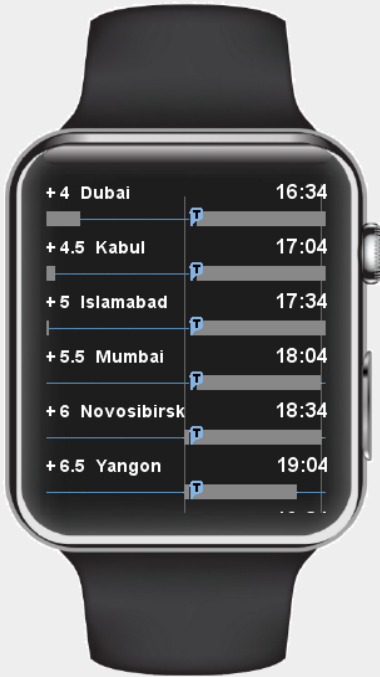 + 4 Dubai 16:34
T
+ 4.5 Kabul 17:04
T
+ 5 Islamabad 17:34
T
+ 5.5 Mumbai 18:04
T
+ 6 Novosibirsk 18:34
T
+ 6.5 Yangon 19:04
T